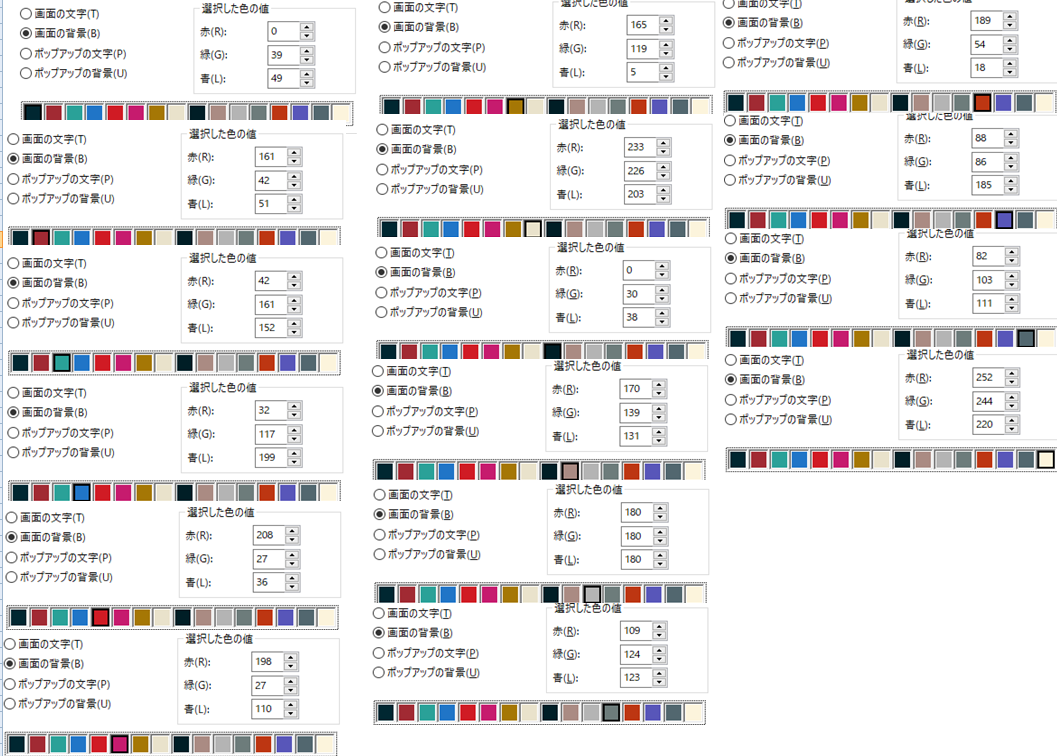 画面の文字(T)
画面の背景(B)
ポップアップの文字(P)
ポップアップの背景(U)
選択した色の値
赤(R): 0
緑(G): 39
青(L): 49
画面の文字(T)
画面の背景(B)
ポップアップの文字(P)
ポップアップの背景(U)
選択した色の値
赤(R): 161
緑(G): 42
青(L): 51
画面の文字(T)
画面の背景(B)
ポップアップの文字(P)
ポップアップの背景(U)
選択した色の値
赤(R): 42
緑(G): 161
青(L): 152
画面の文字(T)
画面の背景(B)
ポップアップの文字(P)
ポップアップの背景(U)
選択した色の値
赤(R): 32
緑(G): 117
青(L): 199
画面の文字(T)
画面の背景(B)
ポップアップの文字(P)
ポップアップの背景(U)
選択した色の値
赤(R): 208
緑(G): 27
青(L): 36
画面の文字(T)
画面の背景(B)
ポップアップの文字(P)
ポップアップの背景(U)
選択した色の値
赤(R): 198
緑(G): 27
青(L): 110
画面の文字(T)
画面の背景(B)
ポップアップの文字(P)
ポップアップの背景(U)
選択した色の値
赤(R): 165
緑(G): 119
青(L): 5
画面の文字(T)
画面の背景(B)
ポップアップの文字(P)
ポップアップの背景(U)
選択した色の値
赤(R): 233
緑(G): 226
青(L): 203
画面の文字(T)
画面の背景(B)
ポップアップの文字(P)
ポップアップの背景(U)
選択した色の値
赤(R): 0
緑(G): 30
青(L): 38
画面の文字(T)
画面の背景(B)
ポップアップの文字(P)
ポップアップの背景(U)
選択した色の値
赤(R): 170
緑(G): 139
青(L): 131
画面の文字(T)
画面の背景(B)
ポップアップの文字(P)
ポップアップの背景(U)
選択した色の値
赤(R): 180
緑(G): 180
青(L): 180
画面の文字(T)
画面の背景(B)
ポップアップの文字(P)
ポップアップの背景(U)
選択した色の値
赤(R): 109
緑(G): 124
青(L): 123
画面の文字(T)
画面の背景(B)
ポップアップの文字(P)
ポップアップの背景(U)
選択した色の値
赤(R): 189
緑(G): 54
青(L): 18
画面の文字(T)
画面の背景(B)
ポップアップの文字(P)
ポップアップの背景(U)
選択した色の値
赤(R): 88
緑(G): 86
青(L): 185
画面の文字(T)
画面の背景(B)
ポップアップの文字(P)
ポップアップの背景(U)
選択した色の値
赤(R): 82
緑(G): 103
青(L): 111
画面の文字(T)
画面の背景(B)
ポップアップの文字(P)
ポップアップの背景(U)
選択した色の値
赤(R): 252
緑(G): 244
青(L): 220